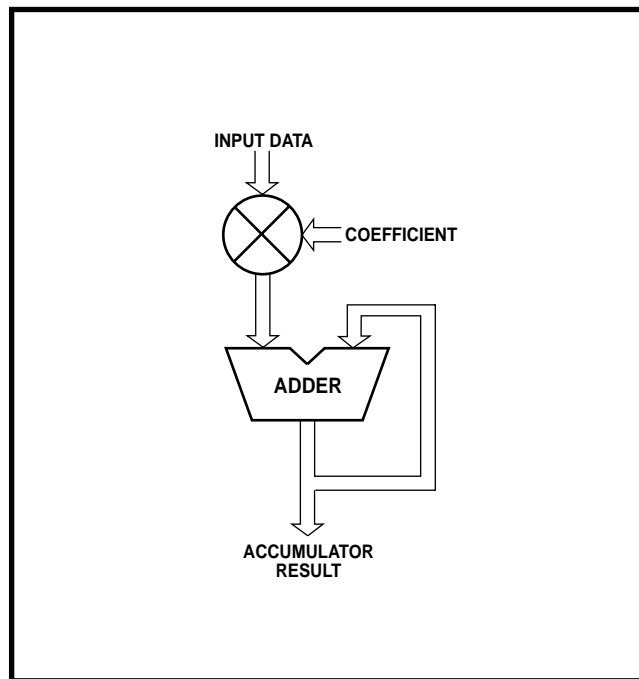 INPUT DATA
COEFFICIENT
ADDER
ACCUMULATOR
RESULT